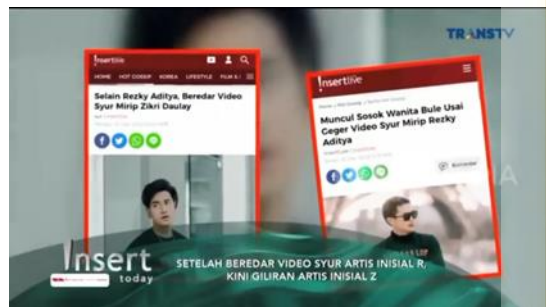 TRANSTV
Insertlive
HOME HOT GOSSIP KOREA LIFESTYLE FILM &
Selain Rezky Aditya, Beredar Video
Syur Mirip Zikri Daulay
Insertlive
Muncul Sosok Wanita Bule Usai
Geger Video Syur Mirip Rezky
Aditya
Komentar
Insert
today
SETELAH BEREDAR VIDEO SYUR ARTIS INISIAL R,
KINI GILIRAN ARTIS INISIAL Z